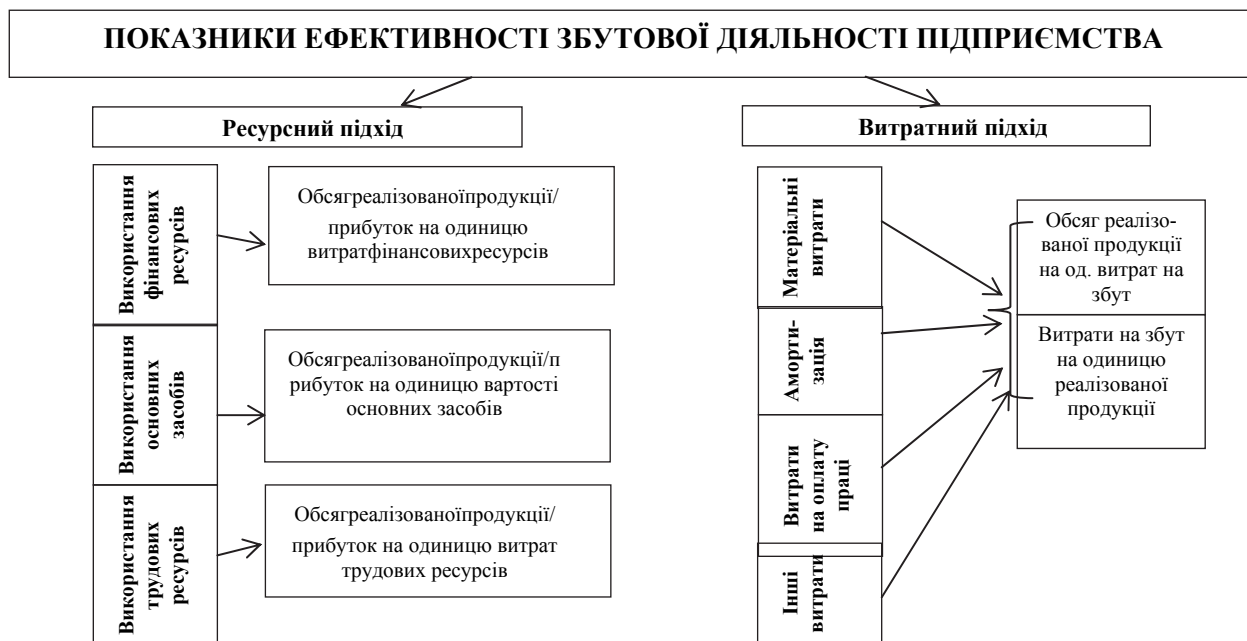 ПОКАЗНИКИ ЕФЕКТИВНОСТІ ЗБУТОВОЇ ДІЯЛЬНОСТІ ПІДПРИЄМСТВА
Ресурсний підхід
Використання
фінансових
ресурсів
Обсягреалізованоїпродукції/
прибуток на одиницю
витратфінансовихресурсів
Використання
основних
засобів
Обсягреалізованоїпродукції/п
рибуток на одиницю вартості
основних засобів
Використання
трудових
ресурсів
Обсягреалізованоїпродукції/
прибуток на одиницю витрат
трудових ресурсів
Витратний підхід
Матеріальні
витрати
Аморти-
зація
Витрати
на оплату
праці
Інші
витрати
Обсяг реалізо-
ованої продукції
на од. витрат на
збут
Витрати на збут
на одиницю
реалізованої
продукції